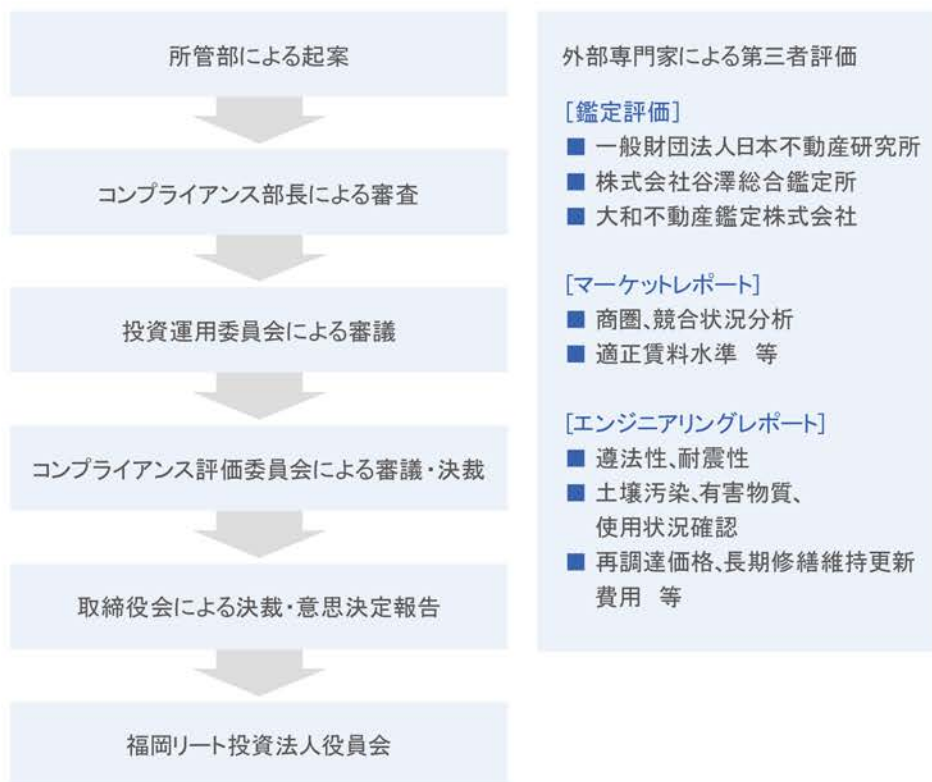 所管部による起案
コンプライアンス部長による審査
投資運用委員会による審議
コンプライアンス評価委員会による審議・決裁
取締役会による決裁・意思決定報告
福岡リート投資法人役員会
外部専門家による第三者評価
[鑑定評価]
■ 一般財団法人日本不動産研究所
■ 株式会社谷澤総合鑑定所
■ 大和不動産鑑定株式会社
[マーケットレポート]
■ 商圏、競合状況分析
■ 適正賃料水準 等
[エンジニアリングレポート]
■ 遵法性、耐震性
■ 土壌汚染、有害物質、
使用状況確認
■ 再調達価格、長期修繕維持更新
費用 等